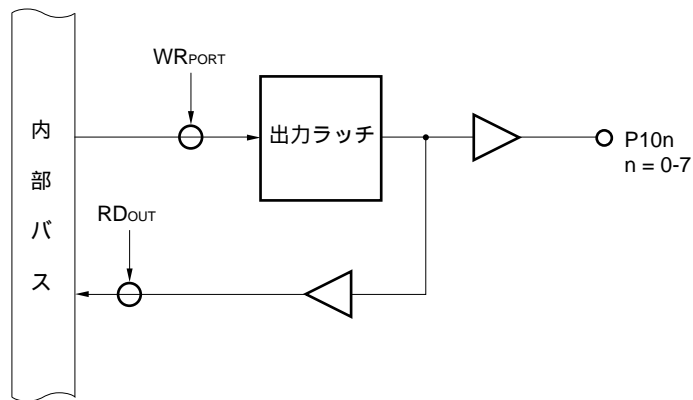 WRPORT
内部バス
出力ラッチ
P10n
n = 0-7
RDOUT